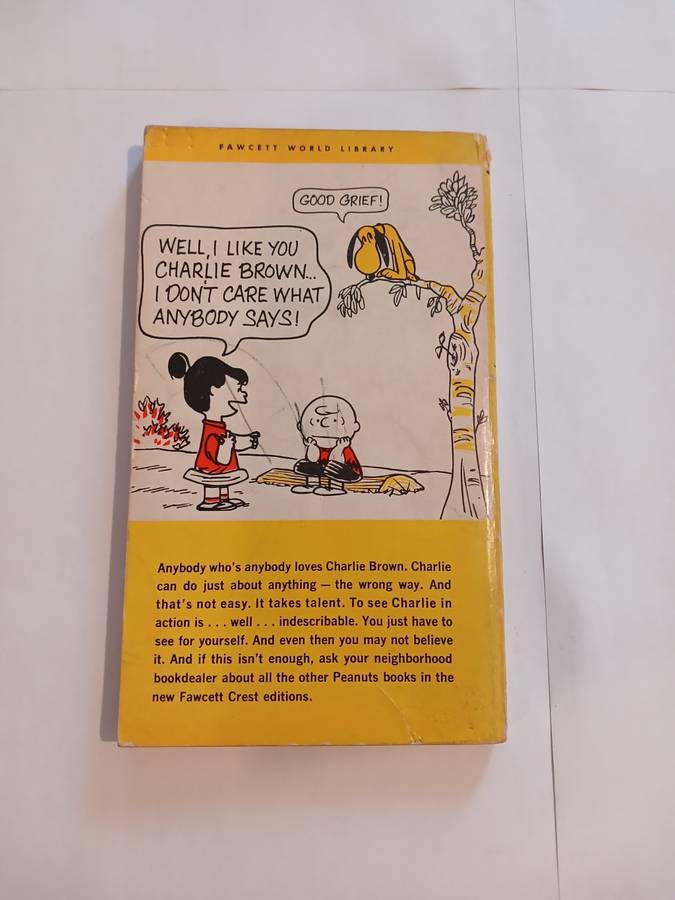 FAWCETT WORLD LIBRARY
GOOD GRIEF!
WELL, I LIKE YOU
CHARLIE BROWN...
I DON'T CARE WHAT
ANYBODY SAYS!
Anybody who's anybody loves Charlie Brown. Charlie
can do just about anything — the wrong way. And
that's not easy. It takes talent. To see Charlie in
action is . . . well . . . indescribable. You just have to
see for yourself. And even then you may not believe
it. And if this isn't enough, ask your neighborhood
bookdealer about all the other Peanuts books in the
new Fawcett Crest editions.